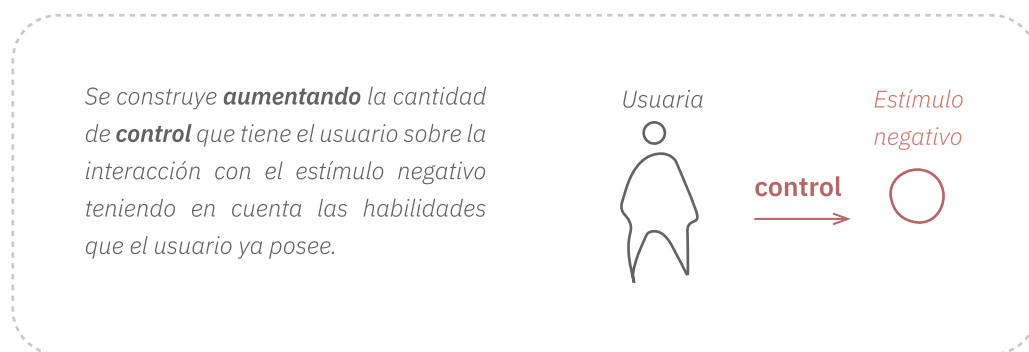 Se construye aumentando la cantidad
de control que tiene el usuario sobre la
interacción con el estímulo negativo
teniendo en cuenta las habilidades
que el usuario ya posee.
Usuaria
Estímulo
negativo
control